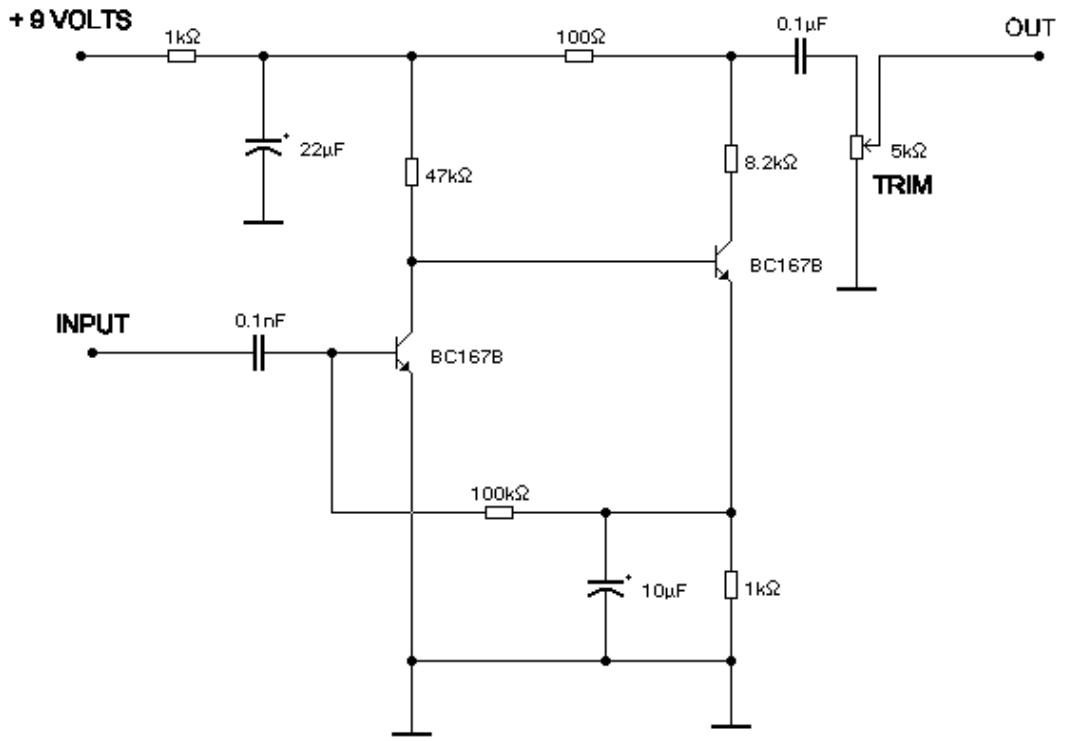 + 9 VOLTS
1kΩ
100Ω
0.1µF
OUT
22µF
47kΩ
8.2kΩ
5kΩ
TRIM
BC167B
INPUT
0.1nF
BC167B
100kΩ
10µF
1kΩ